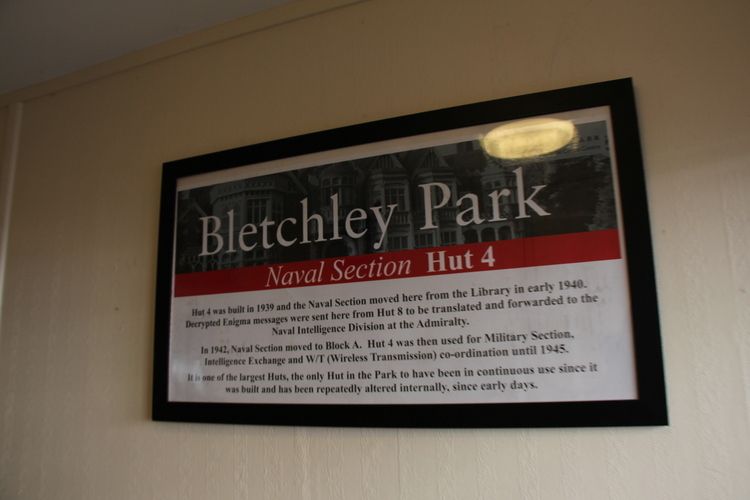 Bletchley Park
Naval Section Hut 4
Hut 4 was built in 1939 and the Naval Section moved here from the Library in early 1940.
Decrypted Enigma messages were sent here from Hut 8 to be translated and forwarded to the
Naval Intelligence Division at the Admiralty.
In 1942, Naval Section moved to Block A. Hut 4 was then used for Military Section,
Intelligence Exchange and W/T (Wireless Transmission) co-ordination until 1945.
It is one of the largest Huts, the only Hut in the Park to have been in continuous use since it
was built and has been repeatedly altered internally, since early days.